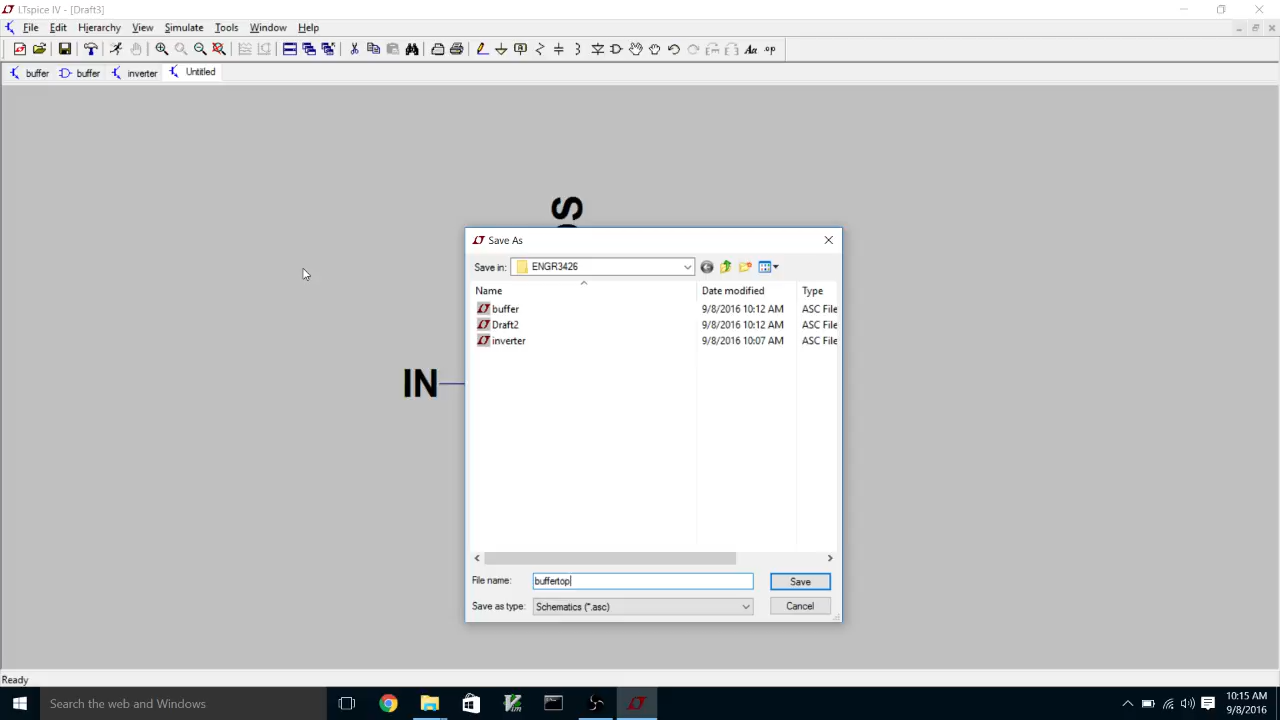 LTspice IV - [Draft3]
File Edit Hierarchy View Simulate Tools Window Help
Aa .op
buffer buffer inverter Untitled
S
IN
Save As
Save in: ENGR3426
Name Date modified Type
buffer 9/8/2016 10:12 AM ASC File
Draft2 9/8/2016 10:12 AM ASC File
inverter 9/8/2016 10:07 AM ASC File
File name: buffertop Save
Save as type: Schematics (*.asc) Cancel
Ready
Search the web and Windows
10:15 AM
9/8/2016